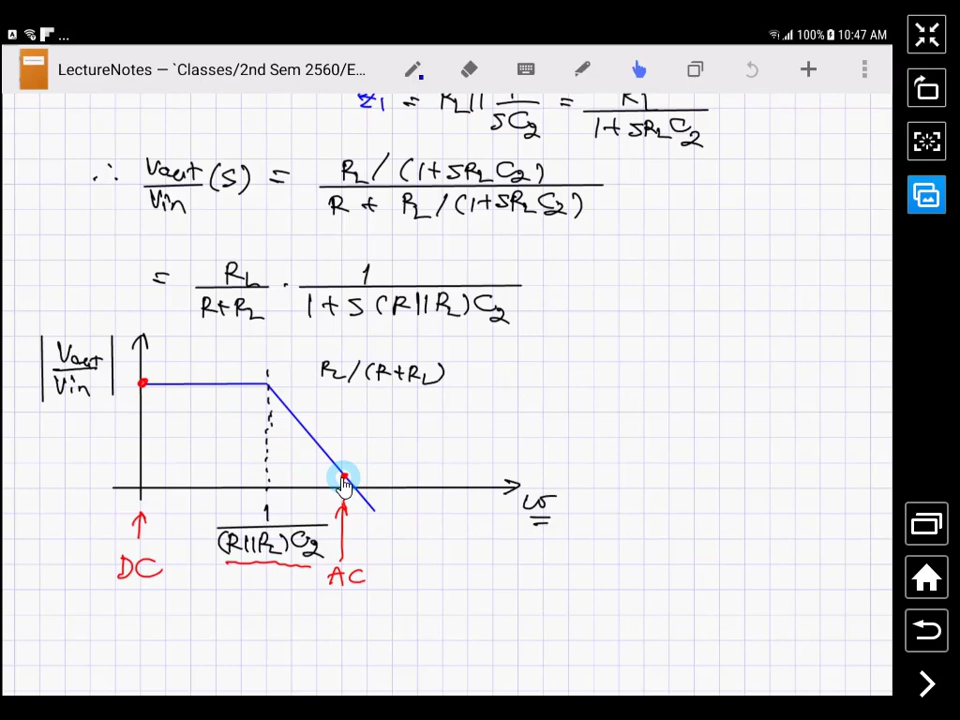 A ... 100% 10:47 AM
LectureNotes — `Classes/2nd Sem 2560/E...
Z1 = RL || 1/SC2 = RL/(1+SRLC2)
∴ Vout/Vin (S) = RL/(1+SRLC2) / R + RL/(1+SRLC2)
= RL/(R+RL) · 1/(1+S(R||RL)C2)
|Vout/Vin| RL/(R+RL)
ω
1/((R||RL)C2)
DC AC